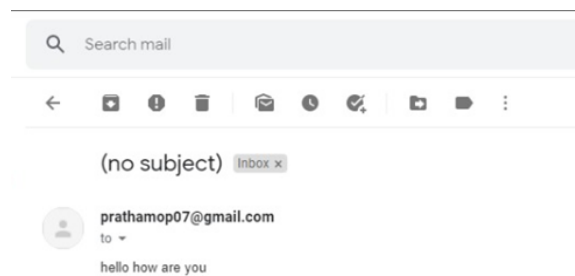 Search mail
(no subject) Inbox x
prathamop07@gmail.com
to
hello how are you